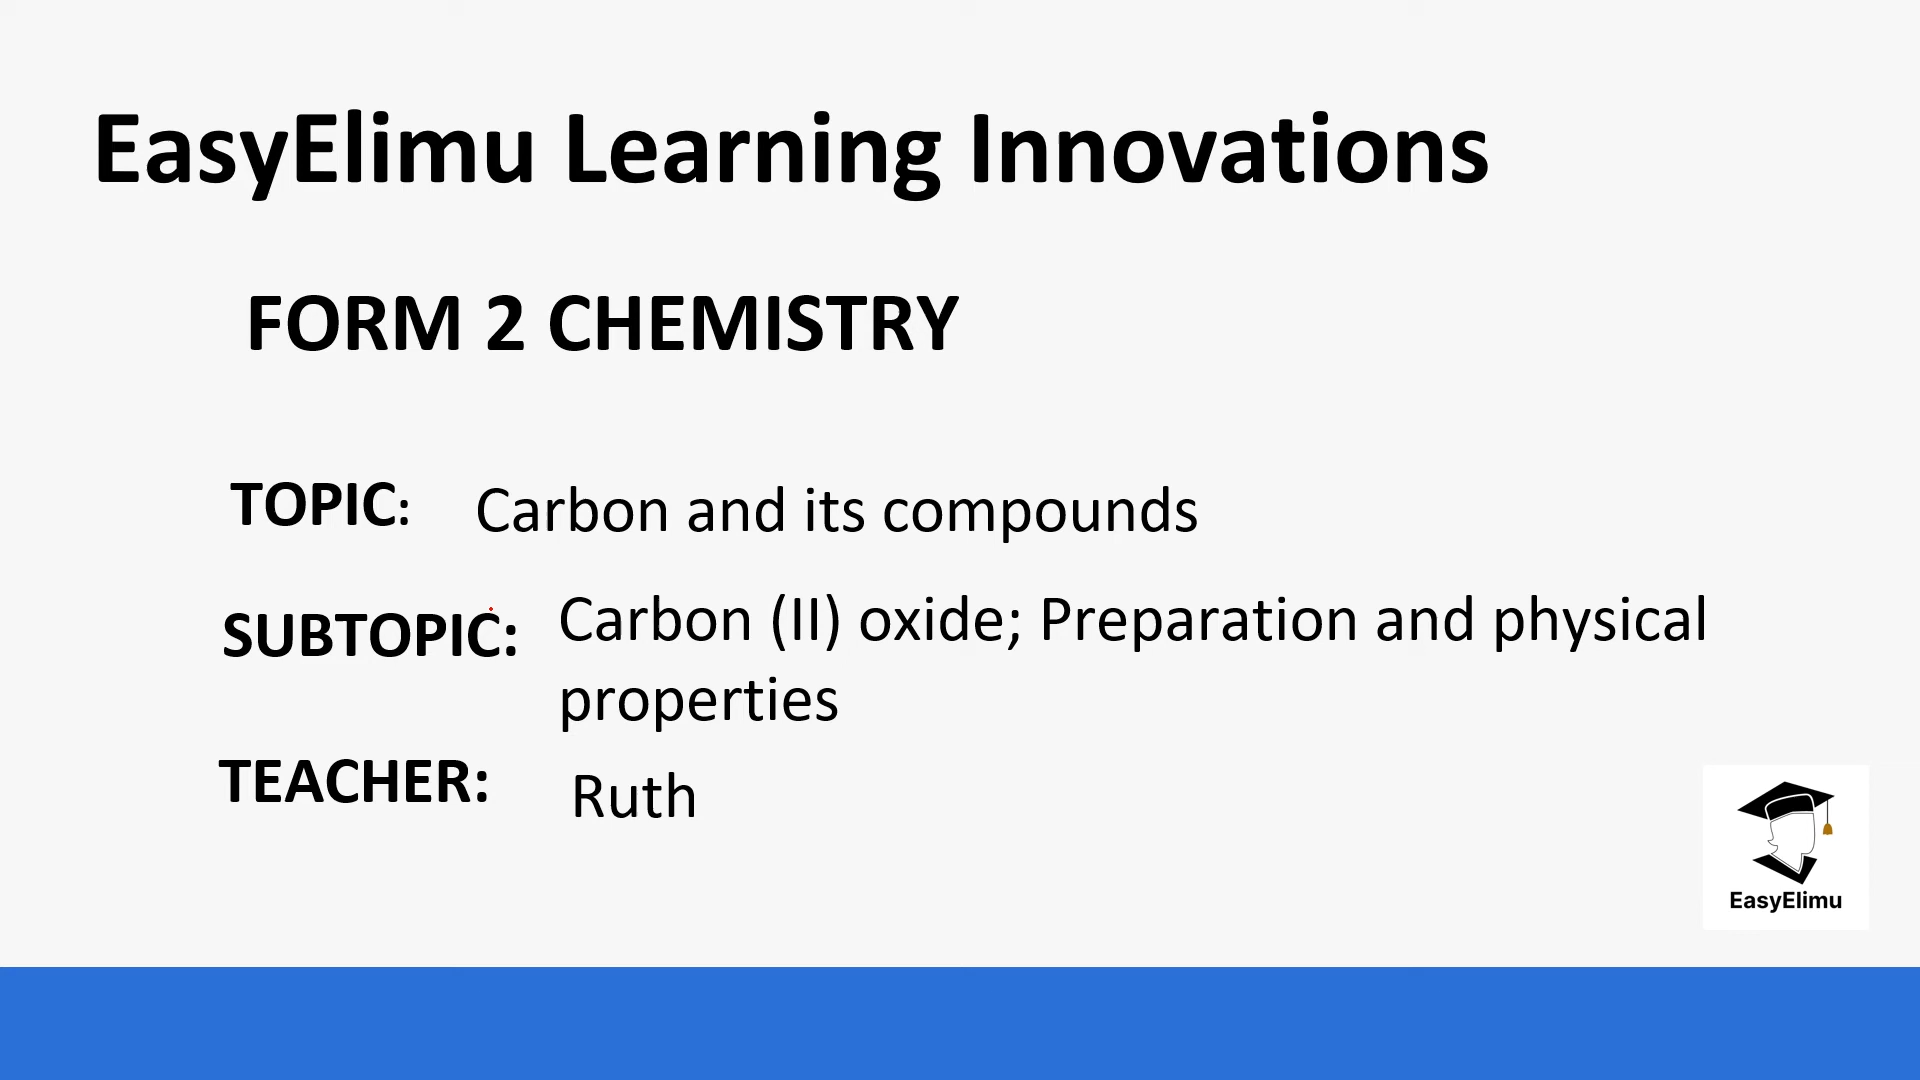 EasyElimu Learning Innovations
FORM 2 CHEMISTRY
TOPIC: Carbon and its compounds
SUBTOPIC: Carbon (II) oxide; Preparation and physical
properties
TEACHER: Ruth
EasyElimu